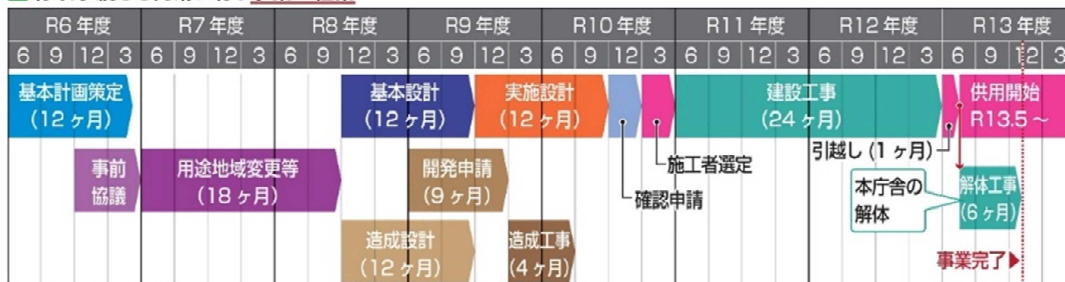 R6年度 R7年度 R8年度 R9年度 R10年度 R11年度 R12年度 R13年度
6 9 12 3 6 9 12 3 6 9 12 3 6 9 12 3 6 9 12 3 6 9 12 3 6 9 12 3 6 9 12 3
基本計画策定
(12ヶ月)
基本設計
(12ヶ月)
実施設計
(12ヶ月)
建設工事
(24ヶ月)
供用開始
R13.5～
引越し(1ヶ月)
施工者選定
確認申請
事前
協議
用途地域変更等
(18ヶ月)
開発申請
(9ヶ月)
本庁舎の
解体
解体工事
(6ヶ月)
造成設計
(12ヶ月)
造成工事
(4ヶ月)
事業完了▶